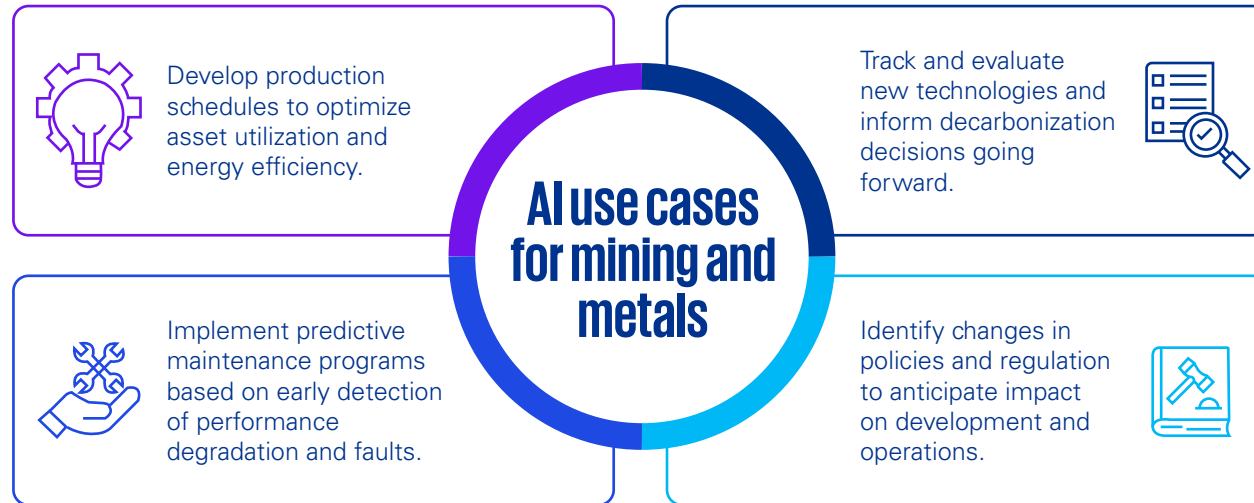 Develop production
schedules to optimize
asset utilization and
energy efficiency.
Track and evaluate
new technologies and
inform decarbonization
decisions going
forward.
AI use cases
for mining and
metals
Implement predictive
maintenance programs
based on early detection
of performance
degradation and faults.
Identify changes in
policies and regulation
to anticipate impact
on development and
operations.